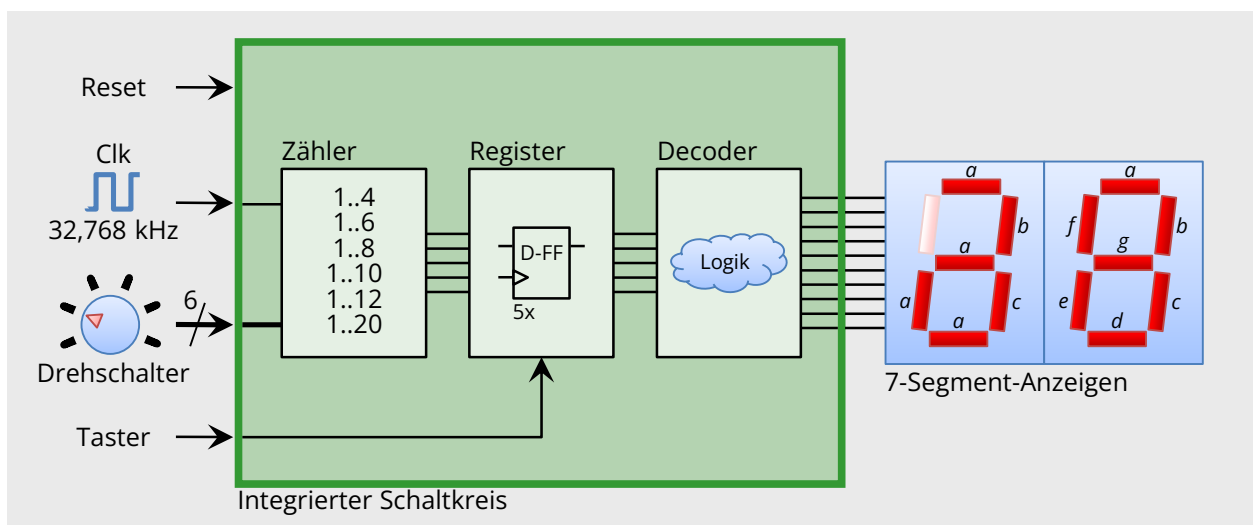 Reset
Clk
32,768 kHz
6
Drehschalter
Taster
Zähler
1..4
1..6
1..8
1..10
1..12
1..20
Register
D-FF
5x
Decoder
Logik
Integrierter Schaltkreis
a
b
a
a
c
a
a
f
b
g
e
c
d
7-Segment-Anzeigen